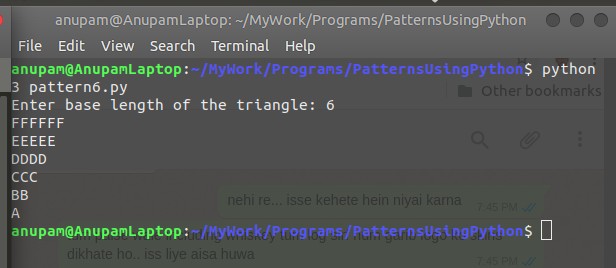 anupam@AnupamLaptop: ~/MyWork/Programs/PatternsUsingPython
File Edit View Search Terminal Help
anupam@AnupamLaptop:~/MyWork/Programs/PatternsUsingPython$ python
3 pattern6.py
Other bookmarks
Enter base length of the triangle: 6
FFFFFF
EEEEE
DDDD
CCC
BB
A
nehi re... isse kehete hein niyai karna
7:45 PM
anupam@AnupamLaptop:~/MyWork/Programs/PatternsUsingPython$
dikhate ho.. iss liye aisa huwa
7:45 PM